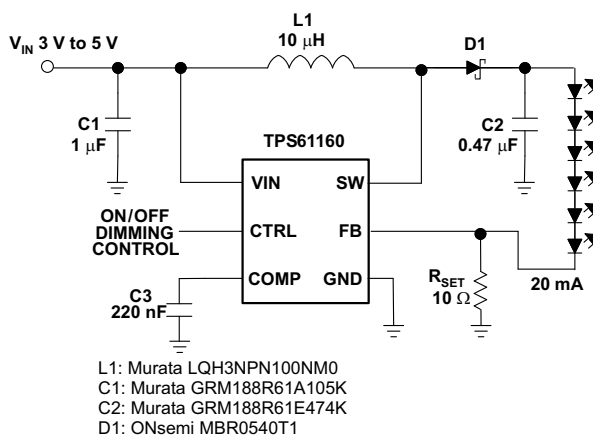 L1
10 μH
VIN 3 V to 5 V
D1
C1
1 μF
C2
0.47 μF
TPS61160
VIN
SW
ON/OFF
DIMMING
CONTROL
CTRL
FB
COMP
GND
C3
220 nF
RSET
10 Ω
20 mA
L1: Murata LQH3NPN100NM0
C1: Murata GRM188R61A105K
C2: Murata GRM188R61E474K
D1: ONsemi MBR0540T1